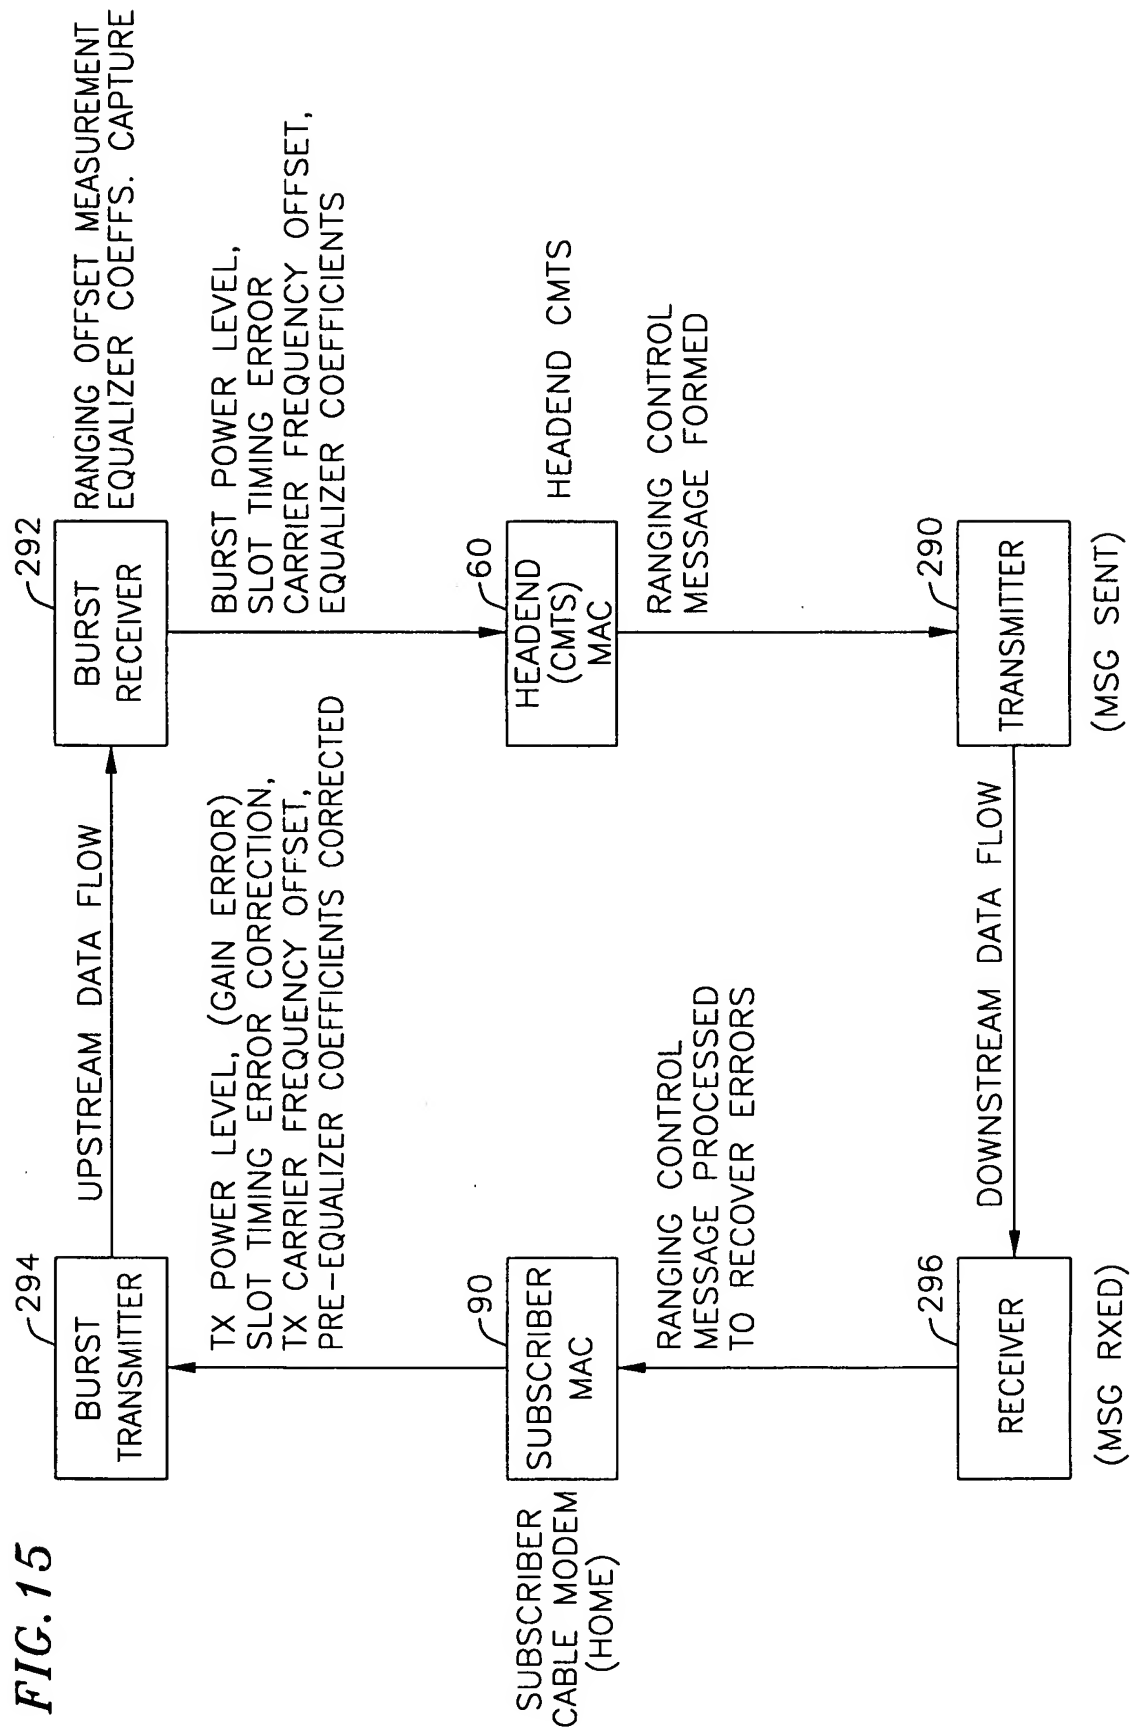 FIG. 15
294
BURST
TRANSMITTER
UPSTREAM DATA FLOW
292
BURST
RECEIVER
RANGING OFFSET MEASUREMENT
EQUALIZER COEFFS. CAPTURE
TX POWER LEVEL, (GAIN ERROR)
SLOT TIMING ERROR CORRECTION,
TX CARRIER FREQUENCY OFFSET,
PRE-EQUALIZER COEFFICIENTS CORRECTED
BURST POWER LEVEL,
SLOT TIMING ERROR
CARRIER FREQUENCY OFFSET,
EQUALIZER COEFFICIENTS
SUBSCRIBER
CABLE MODEM
(HOME)
90
SUBSCRIBER
MAC
60
HEADEND
(CMTS)
MAC
HEADEND CMTS
RANGING CONTROL
MESSAGE PROCESSED
TO RECOVER ERRORS
RANGING CONTROL
MESSAGE FORMED
296
RECEIVER
(MSG RXED)
DOWNSTREAM DATA FLOW
290
TRANSMITTER
(MSG SENT)